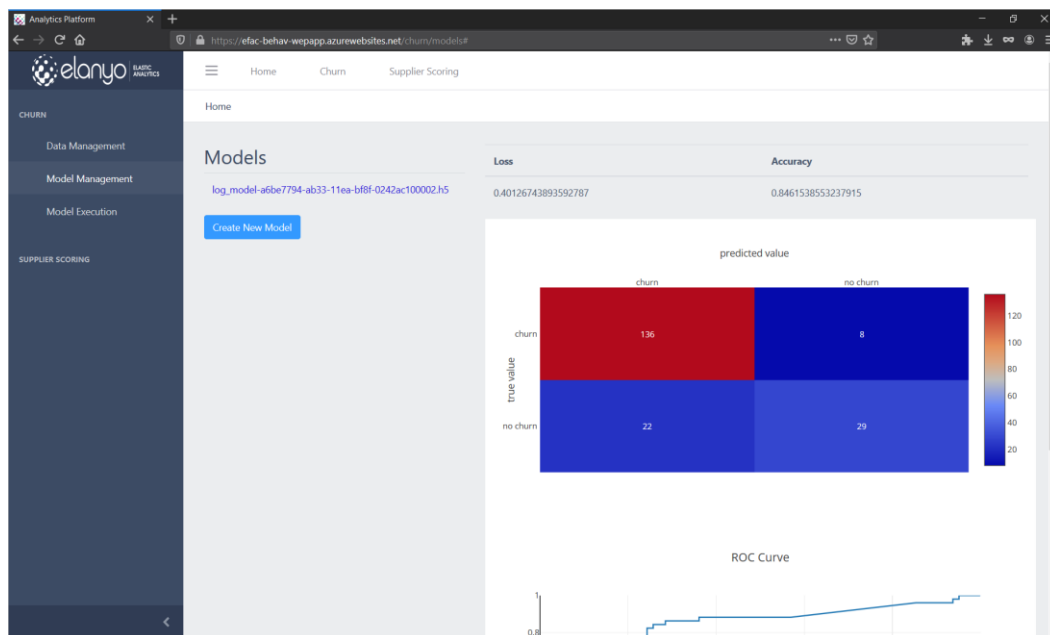 Analytics Platform
https://efac-behav-wepapp.azurewebsites.net/churn/models#
elanyo ELASTIC ANALYTICS
Home Churn Supplier Scoring
Home
CHURN
Data Management
Model Management
Model Execution
SUPPLIER SCORING
Models
log_model-a6be7794-ab33-11ea-bf8f-0242ac100002.h5
Create New Model
Loss Accuracy
0.40126743893592787 0.8461538553237915
predicted value
churn no churn
true value
churn 136 8
no churn 22 29
120
100
80
60
40
20
ROC Curve
1
0.8